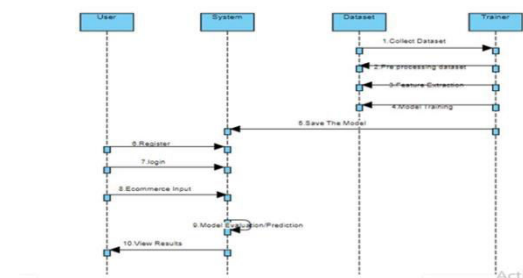 User
System
Dataset
Trainer
1.Collect Dataset
2.Pre processing dataset
3.Feature Extraction
4.Model Training
5.Save The Model
6.Register
7.login
8.Ecommerce Input
9.Model Evaluation/Prediction
10.View Results
Act